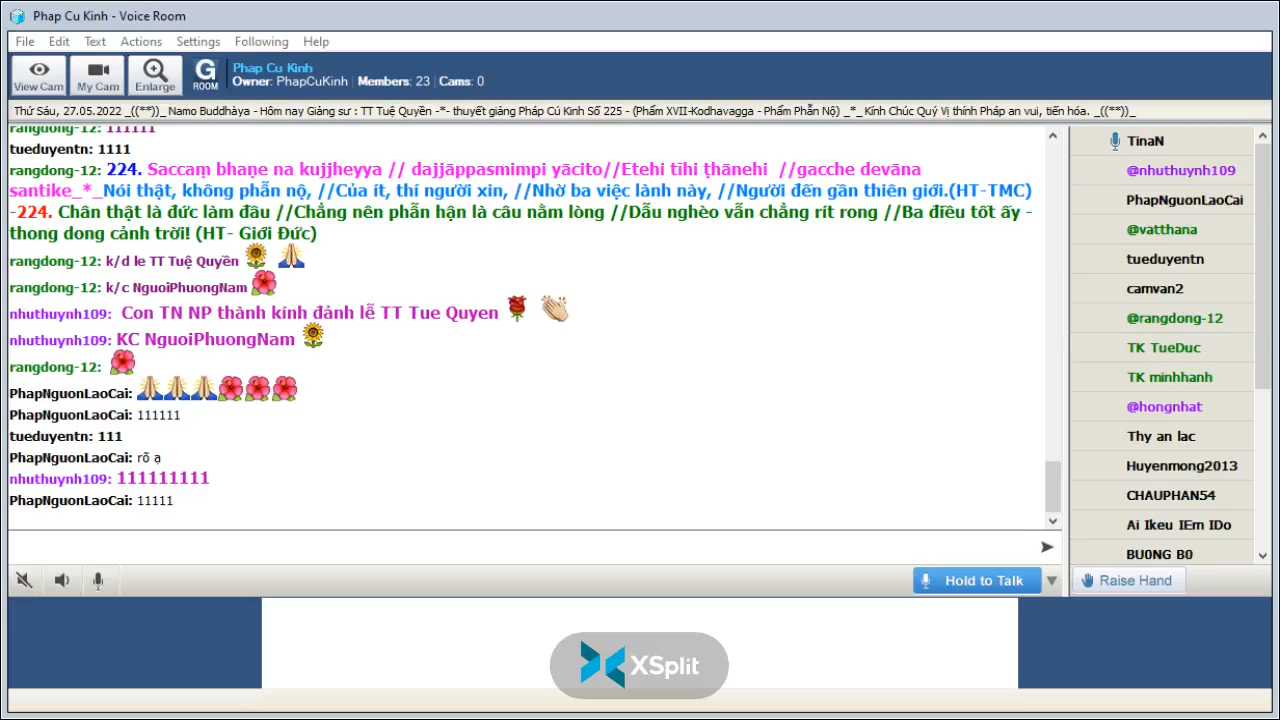 Phap Cu Kinh - Voice Room
File Edit Text Actions Settings Following Help
View Cam My Cam Enlarge G ROOM
Phap Cu Kinh
Owner: PhapCuKinh Members: 23 Cams: 0
Thứ Sáu, 27.05.2022 _((**))_ Namo Buddhàya - Hôm nay Giảng sư : TT Tuệ Quyền -*- thuyết giảng Pháp Cú Kinh Số 225 - (Phẩm XVII-Kodhavagga - Phẩm Phẫn Nộ) _*_ Kính Chúc Quý Vị thính Pháp an vui, tiến hóa. _((**))_
rangdong-12: 111111
tueduyentn: 1111
rangdong-12: 224. Saccaṃ bhaṇe na kujjheyya // dajjāppasmimpi yācito//Etehi tīhi ṭhānehi //gacche devāna
santike_*_Nói thật, không phẫn nộ, //Của ít, thí người xin, //Nhờ ba việc lành này, //Người đến gần thiên giới.(HT-TMC)
-224. Chân thật là đức làm đầu //Chẳng nên phẫn hận là câu nằm lòng //Dẫu nghèo vẫn chẳng rít rong //Ba điều tốt ấy -
thong dong cảnh trời! (HT- Giới Đức)
rangdong-12: k/d le TT Tuệ Quyền
rangdong-12: k/c NguoiPhuongNam
nhuthuynh109: Con TN NP thành kính đảnh lễ TT Tue Quyen
nhuthuynh109: KC NguoiPhuongNam
rangdong-12:
PhapNguonLaoCai:
PhapNguonLaoCai: 111111
tueduyentn: 111
PhapNguonLaoCai: rõ ạ
nhuthuynh109: 111111111
PhapNguonLaoCai: 11111
Hold to Talk
TinaN
@nhuthuynh109
PhapNguonLaoCai
@vatthana
tueduyentn
camvan2
@rangdong-12
TK TueDuc
TK minhhanh
@hongnhat
Thy an lac
Huyenmong2013
CHAUPHAN54
Ai Ikeu IEm IDo
BU0NG B0
Raise Hand
XSplit